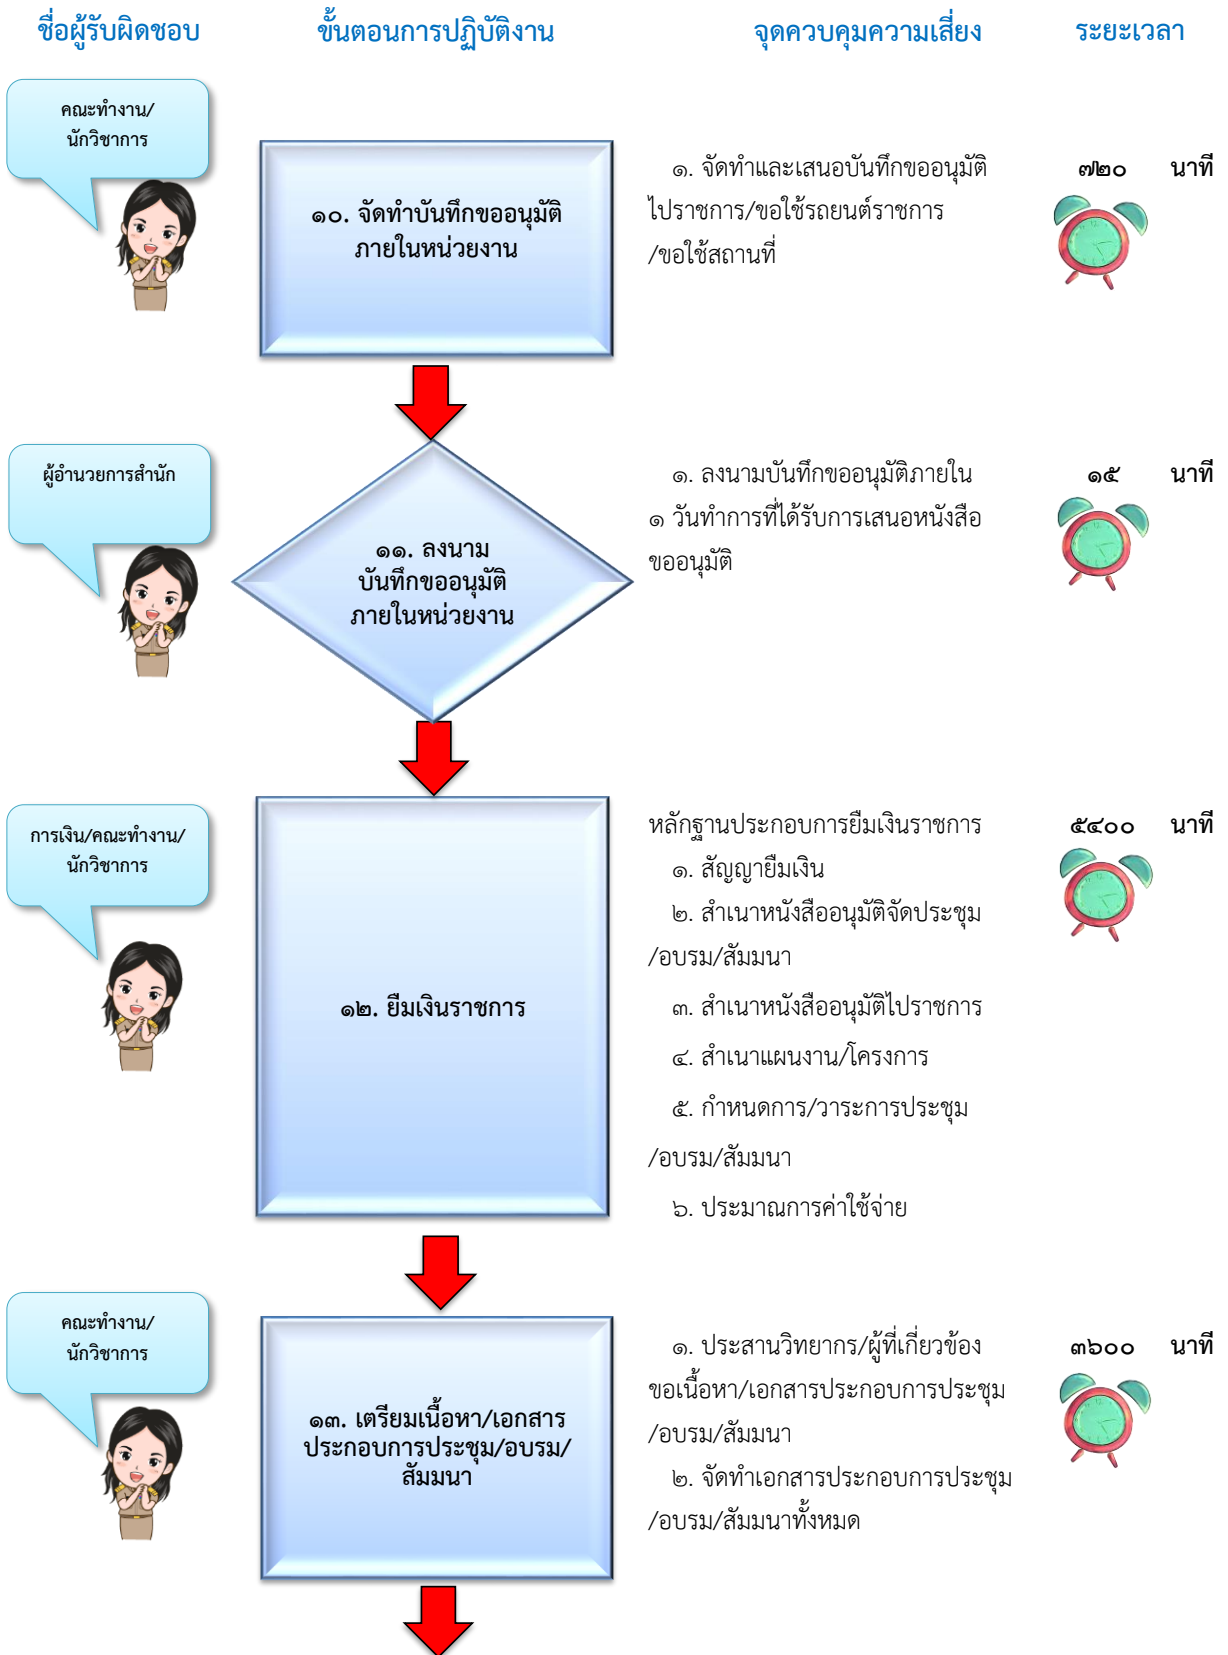 ชื่อผู้รับผิดชอบ ขั้นตอนการปฏิบัติงาน จุดควบคุมความเสี่ยง ระยะเวลา
คณะทำงาน/
นักวิชาการ
๑๐. จัดทำบันทึกขออนุมัติ
ภายในหน่วยงาน
๑. จัดทำและเสนอบันทึกขออนุมัติ
ไปราชการ/ขอใช้รถยนต์ราชการ
/ขอใช้สถานที่
๗๒๐ นาที
ผู้อำนวยการสำนัก
๑๑. ลงนาม
บันทึกขออนุมัติ
ภายในหน่วยงาน
๑. ลงนามบันทึกขออนุมัติภายใน
๑ วันทำการที่ได้รับการเสนอหนังสือ
ขออนุมัติ
๑๕ นาที
การเงิน/คณะทำงาน/
นักวิชาการ
๑๒. ยืมเงินราชการ
หลักฐานประกอบการยืมเงินราชการ
๑. สัญญายืมเงิน
๒. สำเนาหนังสืออนุมัติจัดประชุม
/อบรม/สัมมนา
๓. สำเนาหนังสืออนุมัติไปราชการ
๔. สำเนาแผนงาน/โครงการ
๕. กำหนดการ/วาระการประชุม
/อบรม/สัมมนา
๖. ประมาณการค่าใช้จ่าย
๕๔๐๐ นาที
คณะทำงาน/
นักวิชาการ
๑๓. เตรียมเนื้อหา/เอกสาร
ประกอบการประชุม/อบรม/
สัมมนา
๑. ประสานวิทยากร/ผู้ที่เกี่ยวข้อง
ขอเนื้อหา/เอกสารประกอบการประชุม
/อบรม/สัมมนา
๒. จัดทำเอกสารประกอบการประชุม
/อบรม/สัมมนาทั้งหมด
๓๖๐๐ นาที